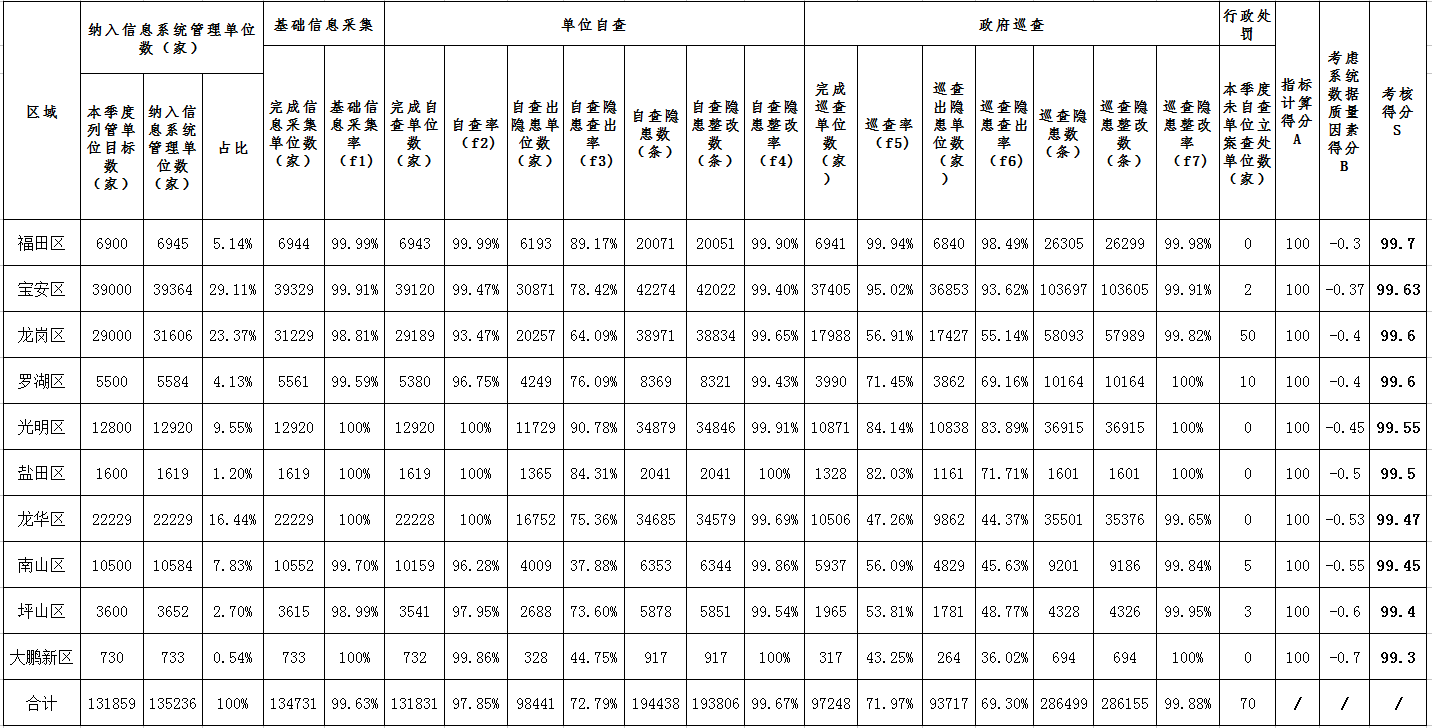 区域 纳入信息系统管理单位数（家） 基础信息采集 单位自查 政府巡查 行政处罚 指标计算得分A 考虑系统数据质量因素得分B 考核得分S
本季度列管单位目标数（家） 纳入信息系统管理单位数（家） 占比 完成信息采集单位数（家） 基础信息采集率（f1） 完成自查单位数（家） 自查率（f2） 自查出隐患单位数（家） 自查隐患查出率（f3） 自查隐患数（条） 自查隐患整改数（条） 自查隐患整改率（f4） 完成巡查单位数（家） 巡查率（f5） 巡查出隐患单位数（家） 巡查隐患查出率（f6） 巡查隐患数（条） 巡查隐患整改数（条） 巡查隐患整改率（f7） 本季度未自查单位立案查处单位数（家）
福田区 6900 6945 5.14% 6944 99.99% 6943 99.99% 6193 89.17% 20071 20051 99.90% 6941 99.94% 6840 98.49% 26305 26299 99.98% 0 100 -0.3 99.7
宝安区 39000 39364 29.11% 39329 99.91% 39120 99.47% 30871 78.42% 42274 42022 99.40% 37405 95.02% 36853 93.62% 103697 103605 99.91% 2 100 -0.37 99.63
龙岗区 29000 31606 23.37% 31229 98.81% 29189 93.47% 20257 64.09% 38971 38834 99.65% 17988 56.91% 17427 55.14% 58093 57989 99.82% 50 100 -0.4 99.6
罗湖区 5500 5584 4.13% 5561 99.59% 5380 96.75% 4249 76.09% 8369 8321 99.43% 3990 71.45% 3862 69.16% 10164 10164 100% 10 100 -0.4 99.6
光明区 12800 12920 9.55% 12920 100% 12920 100% 11729 90.78% 34879 34846 99.91% 10871 84.14% 10838 83.89% 36915 36915 100% 0 100 -0.45 99.55
盐田区 1600 1619 1.20% 1619 100% 1619 100% 1365 84.31% 2041 2041 100% 1328 82.03% 1161 71.71% 1601 1601 100% 0 100 -0.5 99.5
龙华区 22229 22229 16.44% 22229 100% 22228 100% 16752 75.36% 34685 34579 99.69% 10506 47.26% 9862 44.37% 35501 35376 99.65% 0 100 -0.53 99.47
南山区 10500 10584 7.83% 10552 99.70% 10159 96.28% 4009 37.88% 6353 6344 99.86% 5937 56.09% 4829 45.63% 9201 9186 99.84% 5 100 -0.55 99.45
坪山区 3600 3652 2.70% 3615 98.99% 3541 97.95% 2688 73.60% 5878 5851 99.54% 1965 53.81% 1781 48.77% 4328 4326 99.95% 3 100 -0.6 99.4
大鹏新区 730 733 0.54% 733 100% 732 99.86% 328 44.75% 917 917 100% 317 43.25% 264 36.02% 694 694 100% 0 100 -0.7 99.3
合计 131859 135236 100% 134731 99.63% 131831 97.85% 98441 72.79% 194438 193806 99.67% 97248 71.97% 93717 69.30% 286499 286155 99.88% 70 / / /